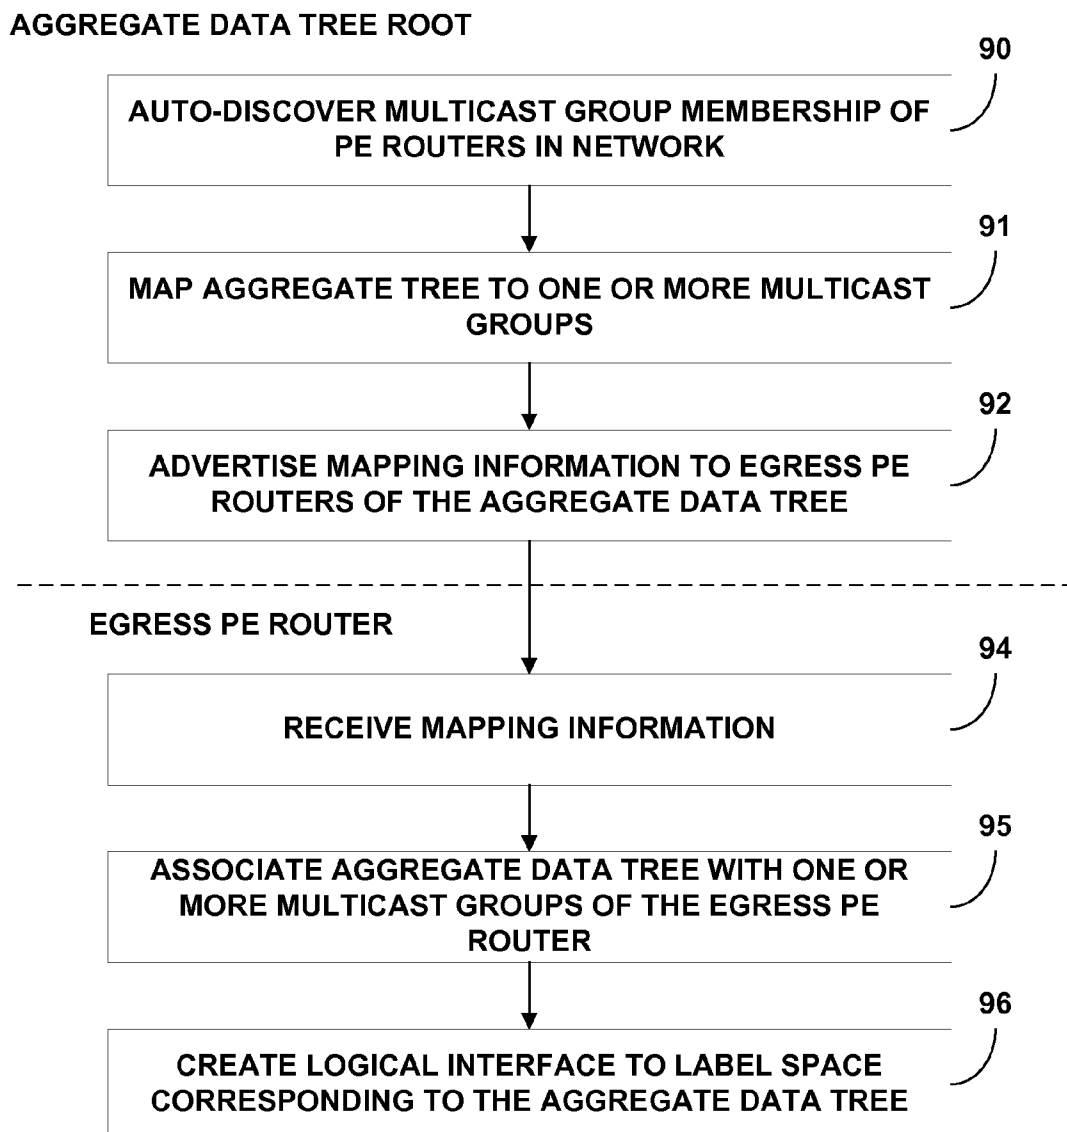 AGGREGATE DATA TREE ROOT
90
AUTO-DISCOVER MULTICAST GROUP MEMBERSHIP OF
PE ROUTERS IN NETWORK
91
MAP AGGREGATE TREE TO ONE OR MORE MULTICAST
GROUPS
92
ADVERTISE MAPPING INFORMATION TO EGRESS PE
ROUTERS OF THE AGGREGATE DATA TREE
EGRESS PE ROUTER
94
RECEIVE MAPPING INFORMATION
95
ASSOCIATE AGGREGATE DATA TREE WITH ONE OR
MORE MULTICAST GROUPS OF THE EGRESS PE
ROUTER
96
CREATE LOGICAL INTERFACE TO LABEL SPACE
CORRESPONDING TO THE AGGREGATE DATA TREE